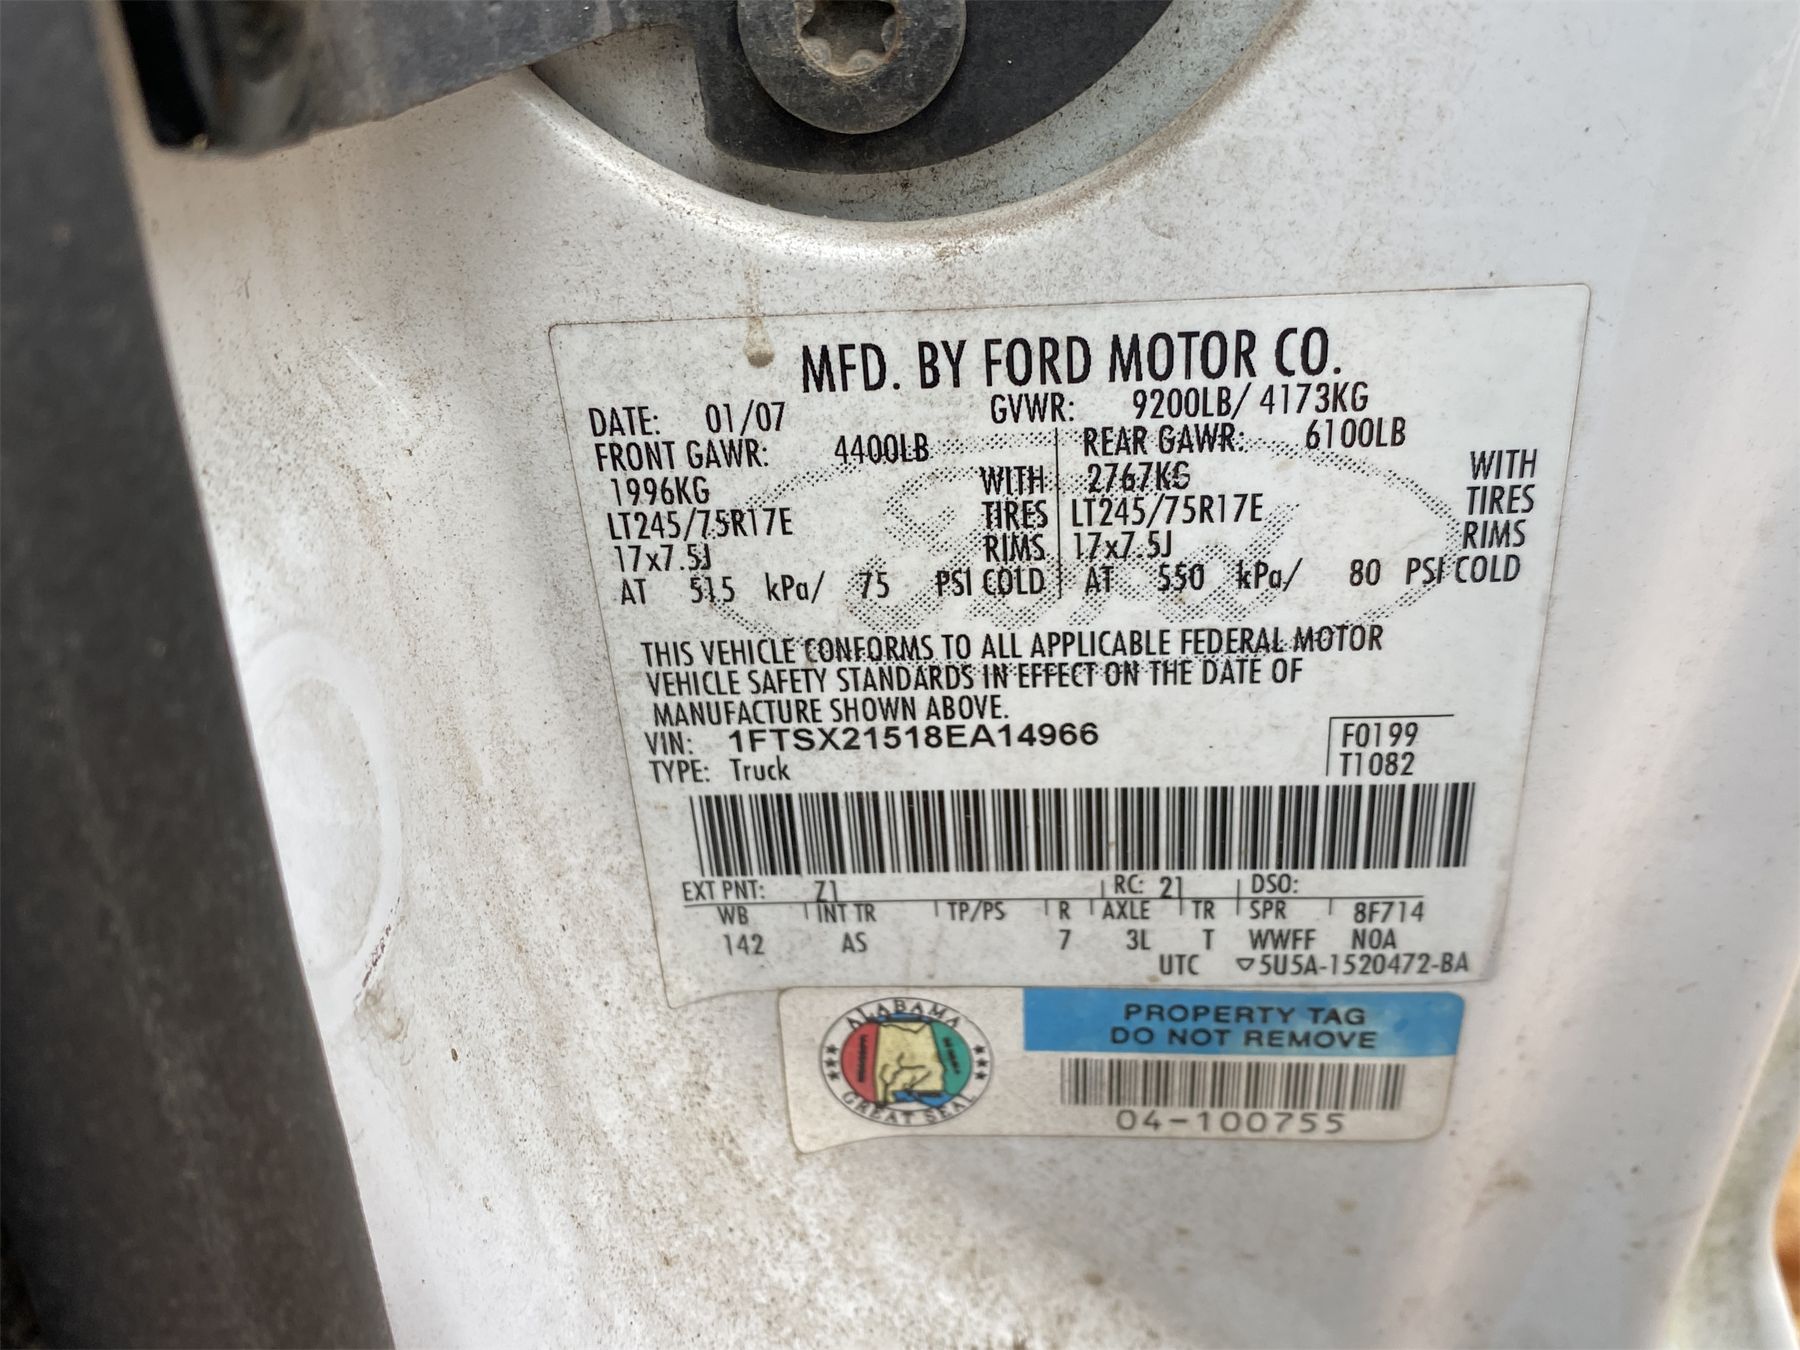 MFD. BY FORD MOTOR CO.
DATE: 01/07 GVWR: 9200LB/ 4173KG
FRONT GAWR: 4400LB REAR GAWR: 6100LB
1996KG WITH 2767KG WITH
LT245/75R17E TIRES LT245/75R17E TIRES
17x7.5J RIMS 17x7.5J RIMS
AT 515 kPa/ 75 PSI COLD AT 550 kPa/ 80 PSI COLD
THIS VEHICLE CONFORMS TO ALL APPLICABLE FEDERAL MOTOR
VEHICLE SAFETY STANDARDS IN EFFECT ON THE DATE OF
MANUFACTURE SHOWN ABOVE.
VIN: 1FTSX21518EA14966 F0199
TYPE: Truck T1082
EXT PNT: Z1 RC: 21 DSO:
WB INT TR TP/PS R AXLE TR SPR 8F714
142 AS 7 3L T WWFF NOA
UTC ▽5U5A-1520472-BA
ALABAMA
GREAT SEAL
PROPERTY TAG
DO NOT REMOVE
04-100755